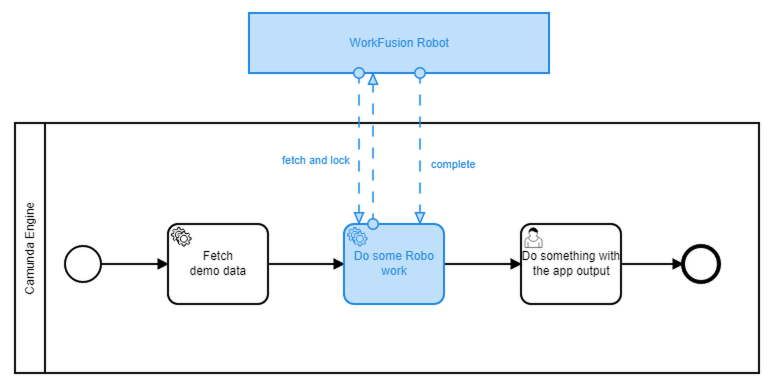 WorkFusion Robot
fetch and lock
complete
Camunda Engine
Fetch
demo data
Do some Robo
work
Do something with
the app output